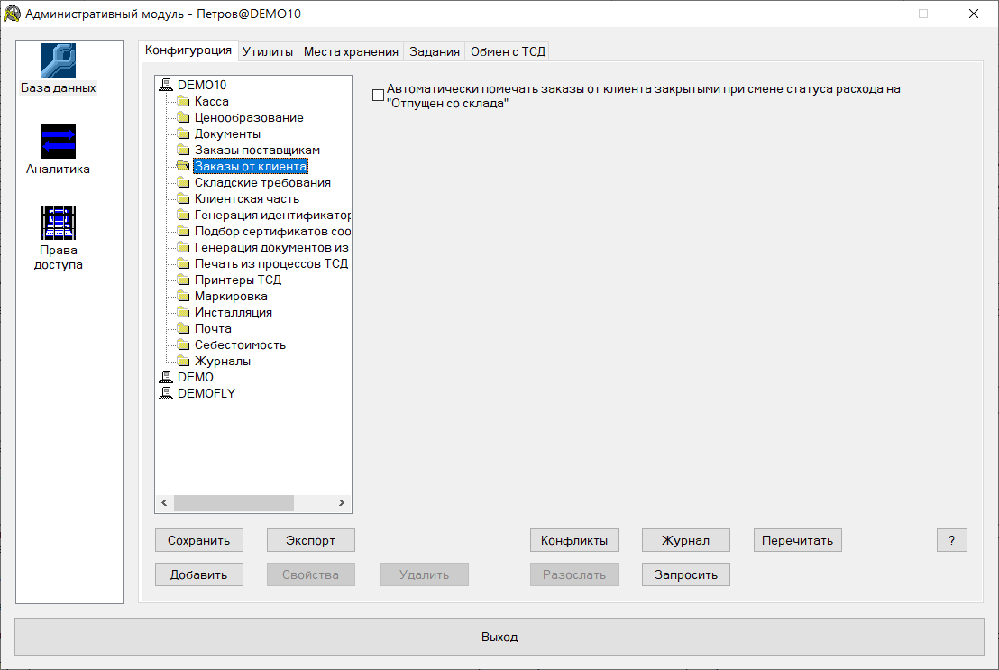 Административный модуль - Петров@DEMO10
База данных
Аналитика
Права
доступа
Конфигурация
Утилиты
Места хранения
Задания
Обмен с ТСД
DEMO10
Касса
Ценообразование
Документы
Заказы поставщикам
Заказы от клиента
Складские требования
Клиентская часть
Генерация идентификатор
Подбор сертификатов соо
Генерация документов из
Печать из процессов ТСД
Принтеры ТСД
Маркировка
Инсталляция
Почта
Себестоимость
Журналы
DEMO
DEMOFLY
Автоматически помечать заказы от клиента закрытыми при смене статуса расхода на
"Отпущен со склада"
Сохранить
Экспорт
Конфликты
Журнал
Перечитать
?
Добавить
Свойства
Удалить
Разослать
Запросить
Выход